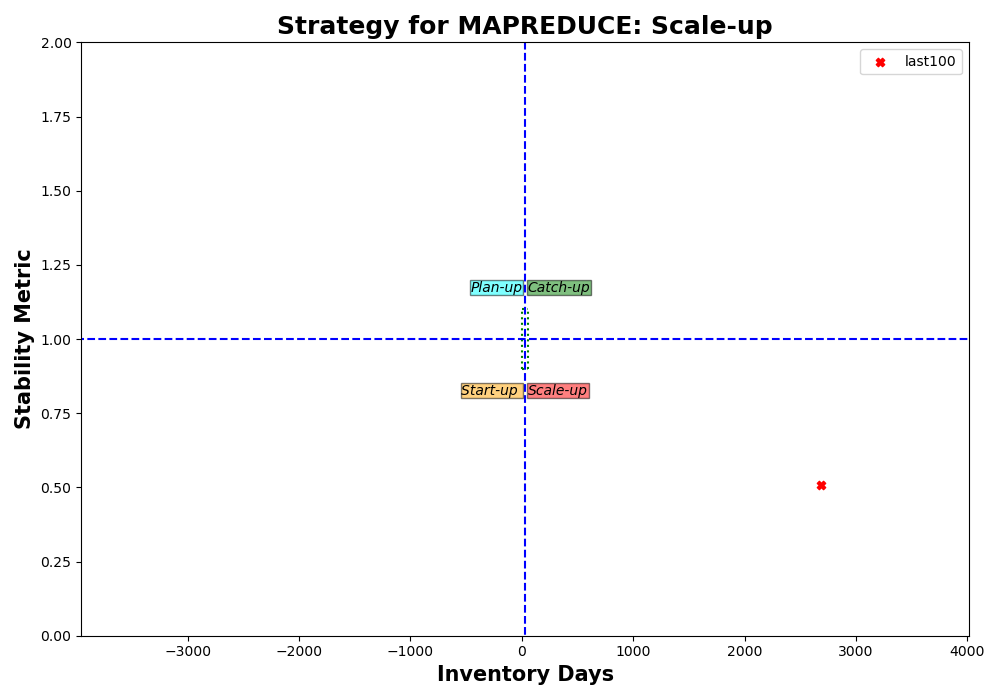 Strategy for MAPREDUCE: Scale-up
last100
2.00
1.75
1.50
1.25
Plan-up Catch-up
1.00
Start-up Scale-up
0.75
0.50
0.25
0.00
Stability Metric
−3000 −2000 −1000 0 1000 2000 3000 4000
Inventory Days